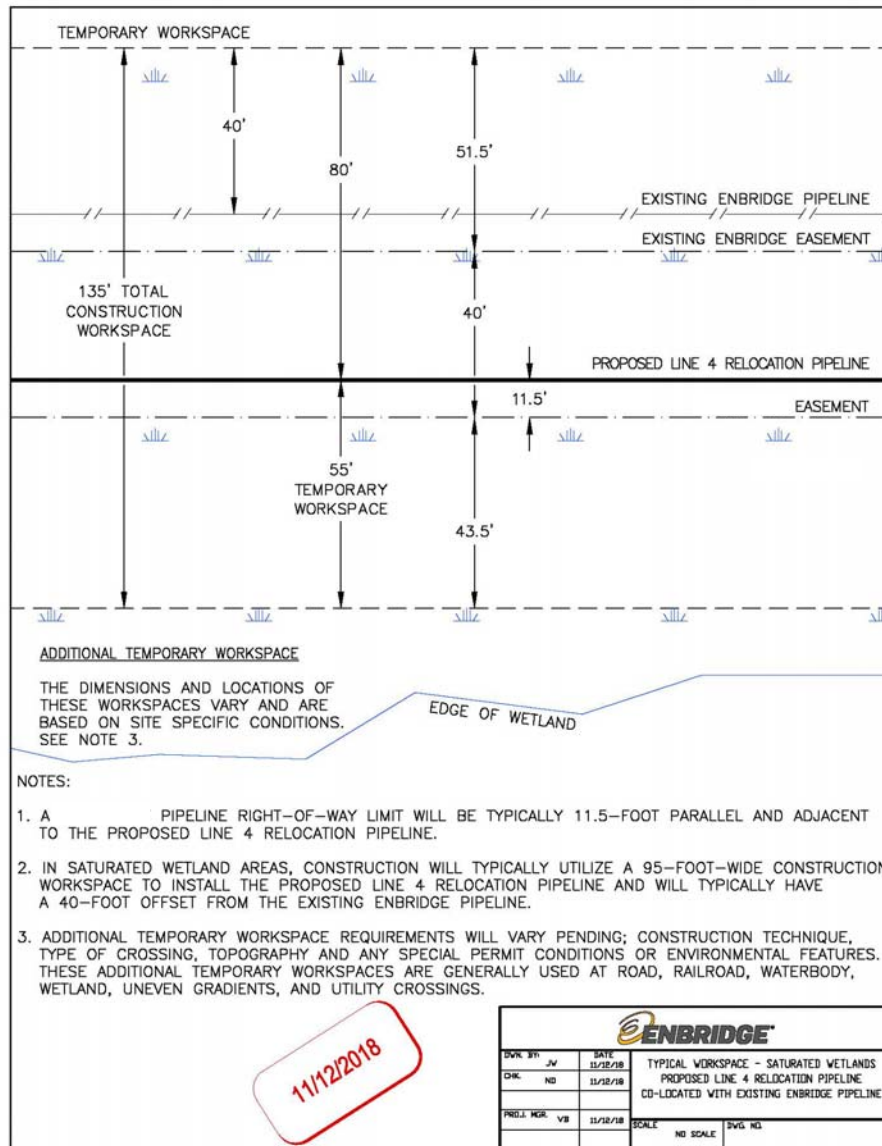 TEMPORARY WORKSPACE
40'
80'
51.5'
EXISTING ENBRIDGE PIPELINE
EXISTING ENBRIDGE EASEMENT
135' TOTAL
CONSTRUCTION
WORKSPACE
40'
PROPOSED LINE 4 RELOCATION PIPELINE
11.5'
EASEMENT
55'
TEMPORARY
WORKSPACE
43.5'
ADDITIONAL TEMPORARY WORKSPACE
THE DIMENSIONS AND LOCATIONS OF
THESE WORKSPACES VARY AND ARE
BASED ON SITE SPECIFIC CONDITIONS.
SEE NOTE 3.
EDGE OF WETLAND
NOTES:
1. A PIPELINE RIGHT-OF-WAY LIMIT WILL BE TYPICALLY 11.5-FOOT PARALLEL AND ADJACENT
TO THE PROPOSED LINE 4 RELOCATION PIPELINE.
2. IN SATURATED WETLAND AREAS, CONSTRUCTION WILL TYPICALLY UTILIZE A 95-FOOT-WIDE CONSTRUCTION
WORKSPACE TO INSTALL THE PROPOSED LINE 4 RELOCATION PIPELINE AND WILL TYPICALLY HAVE
A 40-FOOT OFFSET FROM THE EXISTING ENBRIDGE PIPELINE.
3. ADDITIONAL TEMPORARY WORKSPACE REQUIREMENTS WILL VARY PENDING; CONSTRUCTION TECHNIQUE,
TYPE OF CROSSING, TOPOGRAPHY AND ANY SPECIAL PERMIT CONDITIONS OR ENVIRONMENTAL FEATURES.
THESE ADDITIONAL TEMPORARY WORKSPACES ARE GENERALLY USED AT ROAD, RAILROAD, WATERBODY,
WETLAND, UNEVEN GRADIENTS, AND UTILITY CROSSINGS.
11/12/2018
ENBRIDGE
DWN. BY: JW DATE 11/12/18
CHK. ND 11/12/18
PROJ. MGR. VB 11/12/18
TYPICAL WORKSPACE - SATURATED WETLANDS
PROPOSED LINE 4 RELOCATION PIPELINE
CO-LOCATED WITH EXISTING ENBRIDGE PIPELINE
SCALE NO SCALE DWG. NO.